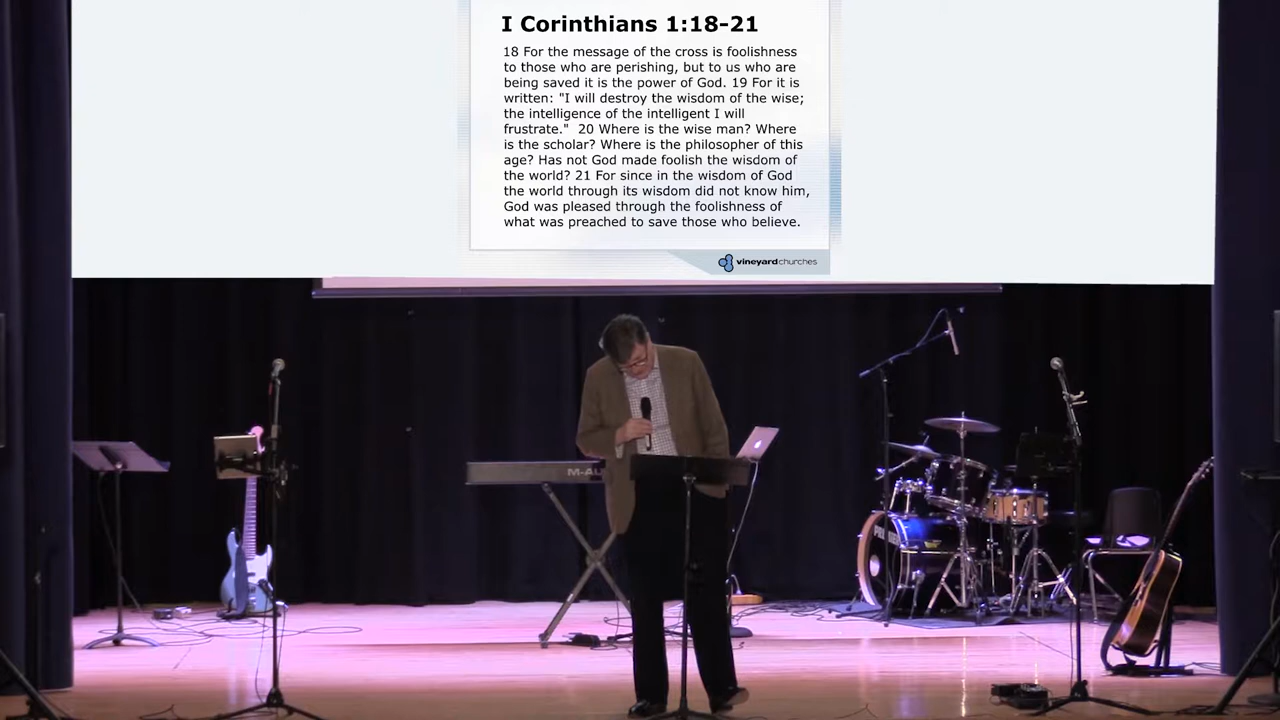 I Corinthians 1:18-21
18 For the message of the cross is foolishness
to those who are perishing, but to us who are
being saved it is the power of God. 19 For it is
written: "I will destroy the wisdom of the wise;
the intelligence of the intelligent I will
frustrate."  20 Where is the wise man? Where
is the scholar? Where is the philosopher of this
age? Has not God made foolish the wisdom of
the world? 21 For since in the wisdom of God
the world through its wisdom did not know him,
God was pleased through the foolishness of
what was preached to save those who believe.
vineyardchurches